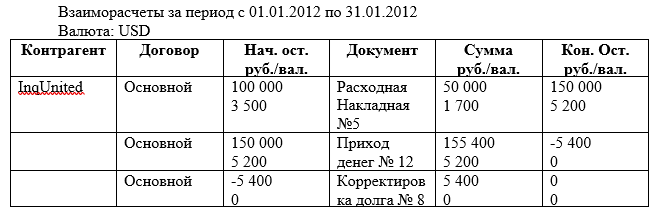 Взаиморасчеты за период с 01.01.2012 по 31.01.2012
Валюта: USD
Контрагент Договор Нач. ост. руб./вал. Документ Сумма руб./вал. Кон. Ост. руб./вал.
InqUnited Основной 100 000 Расходная 50 000 150 000
3 500 Накладная 1 700 5 200
№5
150 000 Приход 155 400 -5 400
5 200 денег № 12 5 200 0
Основной -5 400 Корректиров 5 400 0
0 ка долга № 8 0 0